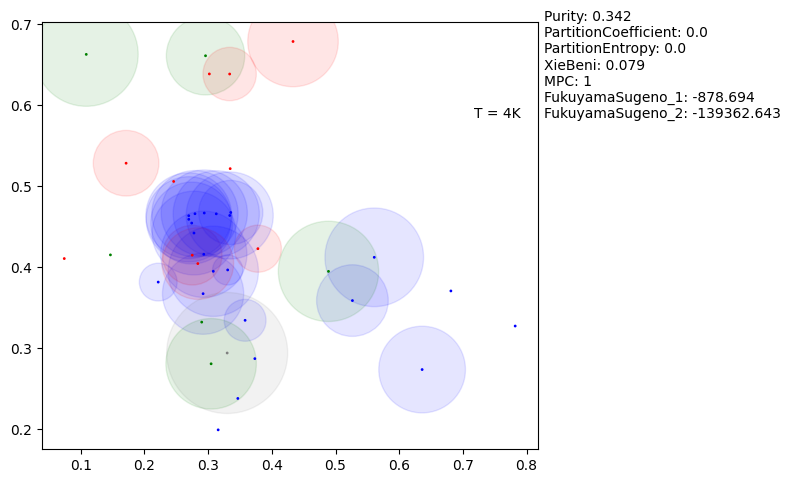 Purity: 0.342
PartitionCoefficient: 0.0
PartitionEntropy: 0.0
XieBeni: 0.079
MPC: 1
FukuyamaSugeno_1: -878.694
FukuyamaSugeno_2: -139362.643
T = 4K
0.7
0.6
0.5
0.4
0.3
0.2
0.1 0.2 0.3 0.4 0.5 0.6 0.7 0.8